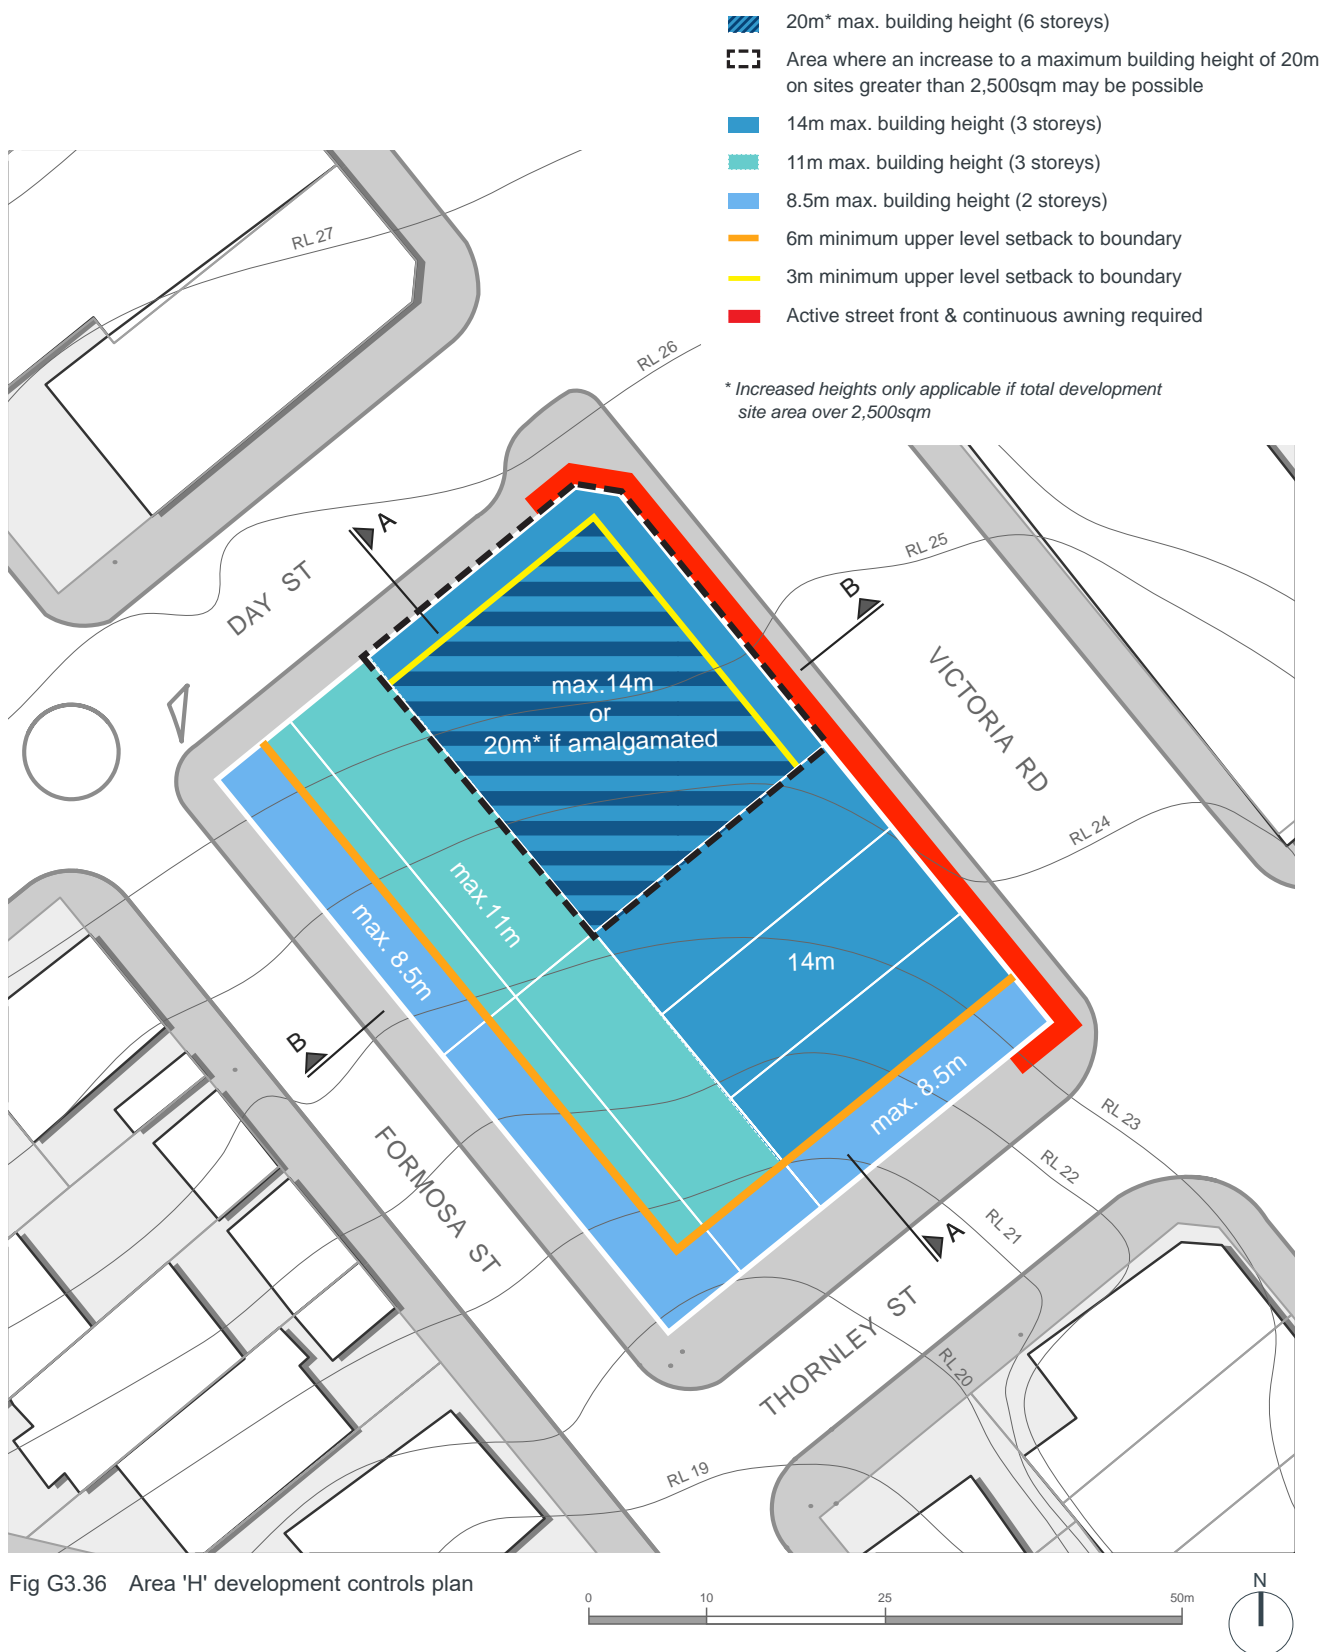 20m* max. building height (6 storeys)
Area where an increase to a maximum building height of 20m
on sites greater than 2,500sqm may be possible
14m max. building height (3 storeys)
11m max. building height (3 storeys)
8.5m max. building height (2 storeys)
6m minimum upper level setback to boundary
3m minimum upper level setback to boundary
Active street front & continuous awning required
* Increased heights only applicable if total development
site area over 2,500sqm
RL 27
RL 26
A
DAY ST
RL 25
B
VICTORIA RD
max.14m
or
20m* if amalgamated
RL 24
max.11m
max. 8.5m
14m
B
max. 8.5m
RL 23
FORMOSA ST
RL 22
RL 21
A
THORNLEY ST
RL 20
RL 19
Fig G3.36 Area 'H' development controls plan
0 10 25 50m
N